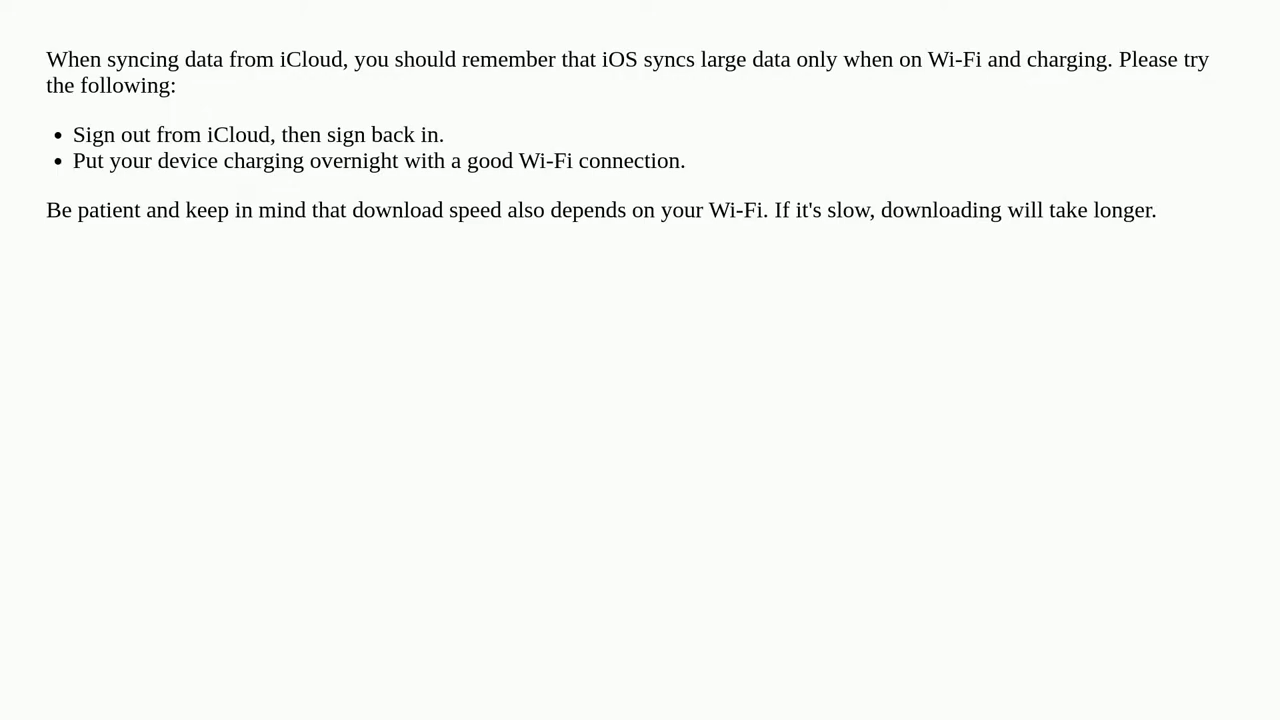 When syncing data from iCloud, you should remember that iOS syncs large data only when on Wi-Fi and charging. Please try
the following:
• Sign out from iCloud, then sign back in.
• Put your device charging overnight with a good Wi-Fi connection.
Be patient and keep in mind that download speed also depends on your Wi-Fi. If it's slow, downloading will take longer.